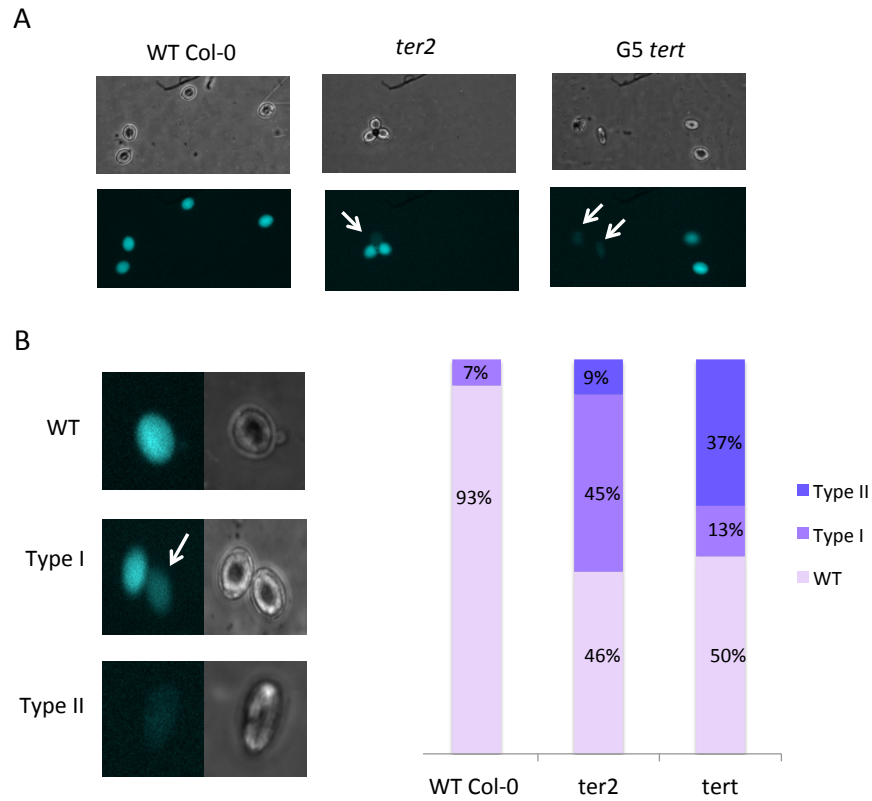 A
WT Col-0
ter2
G5 tert
B
WT
Type I
Type II
7%
93%
9%
45%
46%
37%
13%
50%
Type II
Type I
WT
WT Col-0
ter2
tert